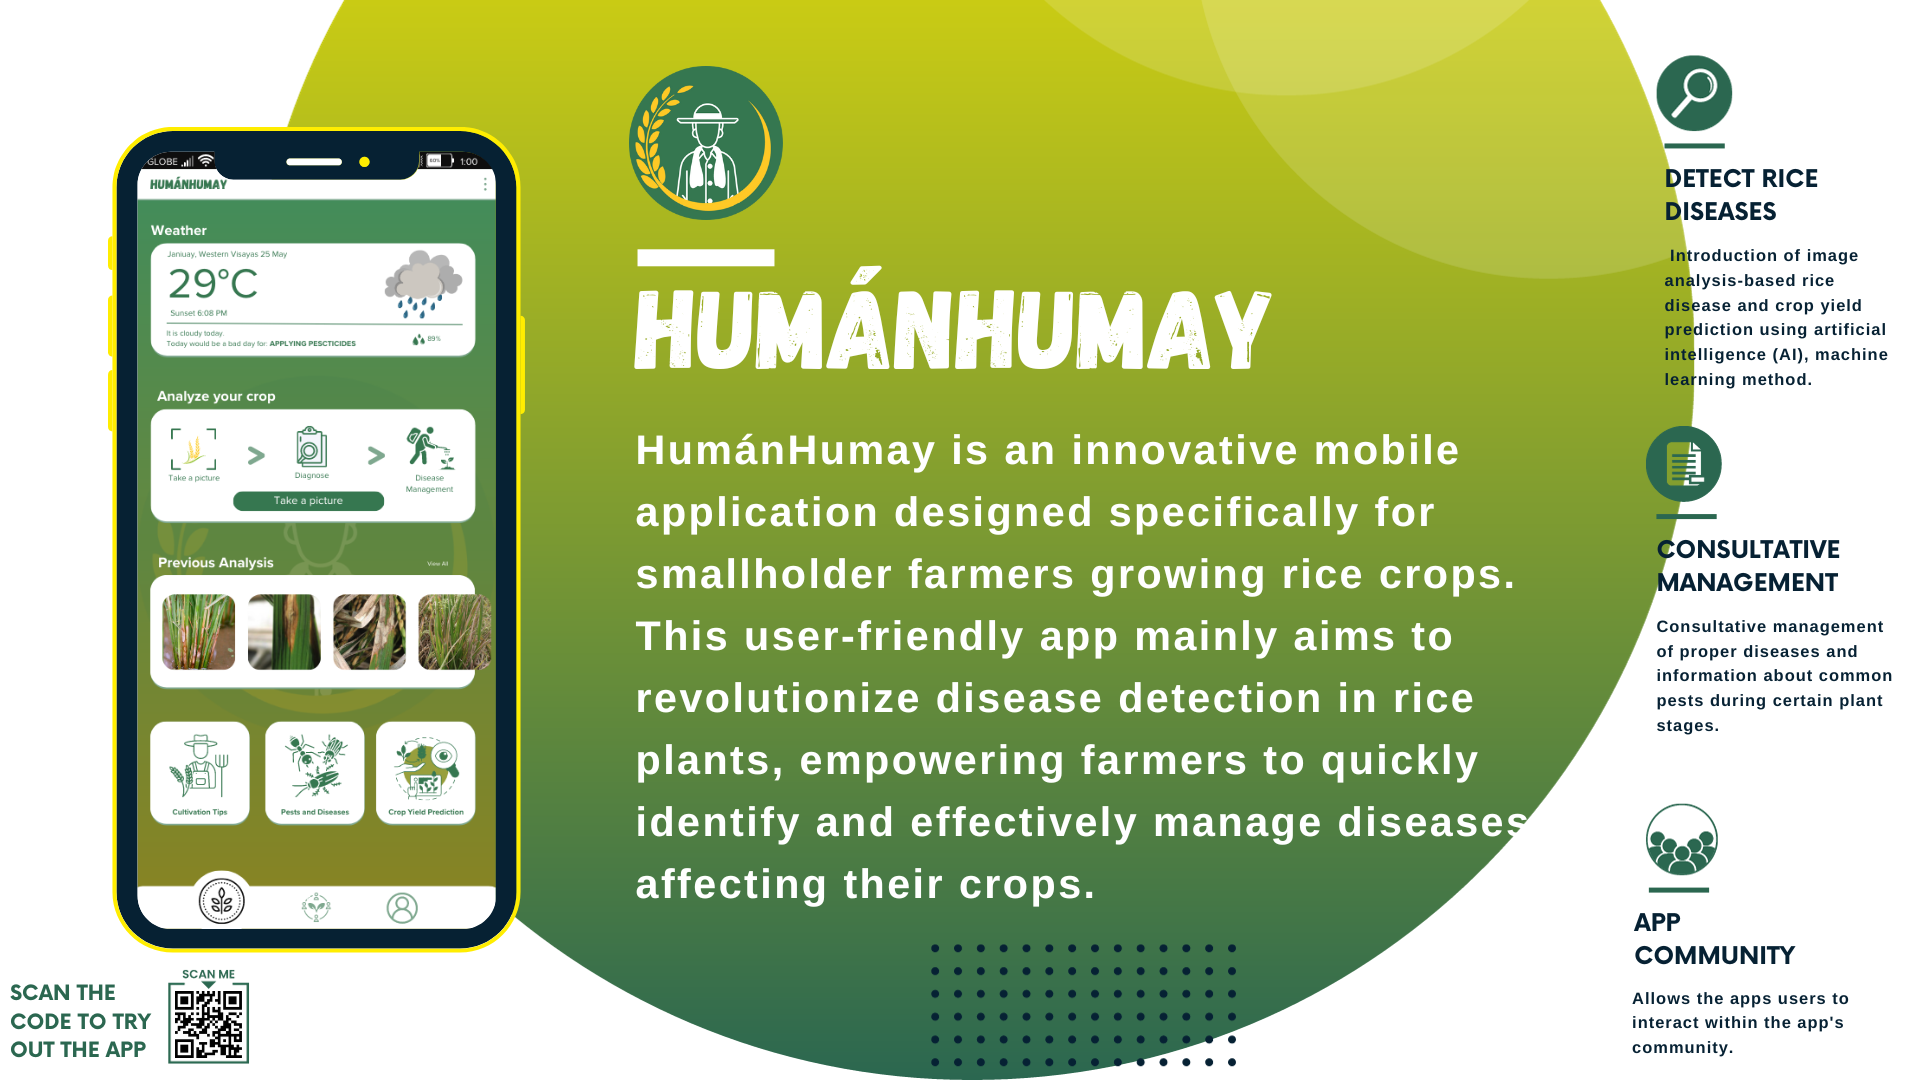 GLOBE
60%
1:00
HUMÁNHUMAY
Weather
Janiuay, Western Visayas 25 May
29°C
Sunset 6:08 PM
It is cloudy today.
Today would be a bad day for: APPLYING PESCTICIDES
89%
Analyze your crop
>
>
Take a picture
Diagnose
Disease
Management
Take a picture
Previous Analysis
View All
Cultivation Tips
Pests and Diseases
Crop Yield Prediction
SCAN THE
CODE TO TRY
OUT THE APP
SCAN ME
HUMÁNHUMAY
HumánHumay is an innovative mobile
application designed specifically for
smallholder farmers growing rice crops.
This user-friendly app mainly aims to
revolutionize disease detection in rice
plants, empowering farmers to quickly
identify and effectively manage diseases
affecting their crops.
DETECT RICE
DISEASES
Introduction of image
analysis-based rice
disease and crop yield
prediction using artificial
intelligence (AI), machine
learning method.
CONSULTATIVE
MANAGEMENT
Consultative management
of proper diseases and
information about common
pests during certain plant
stages.
APP
COMMUNITY
Allows the apps users to
interact within the app's
community.